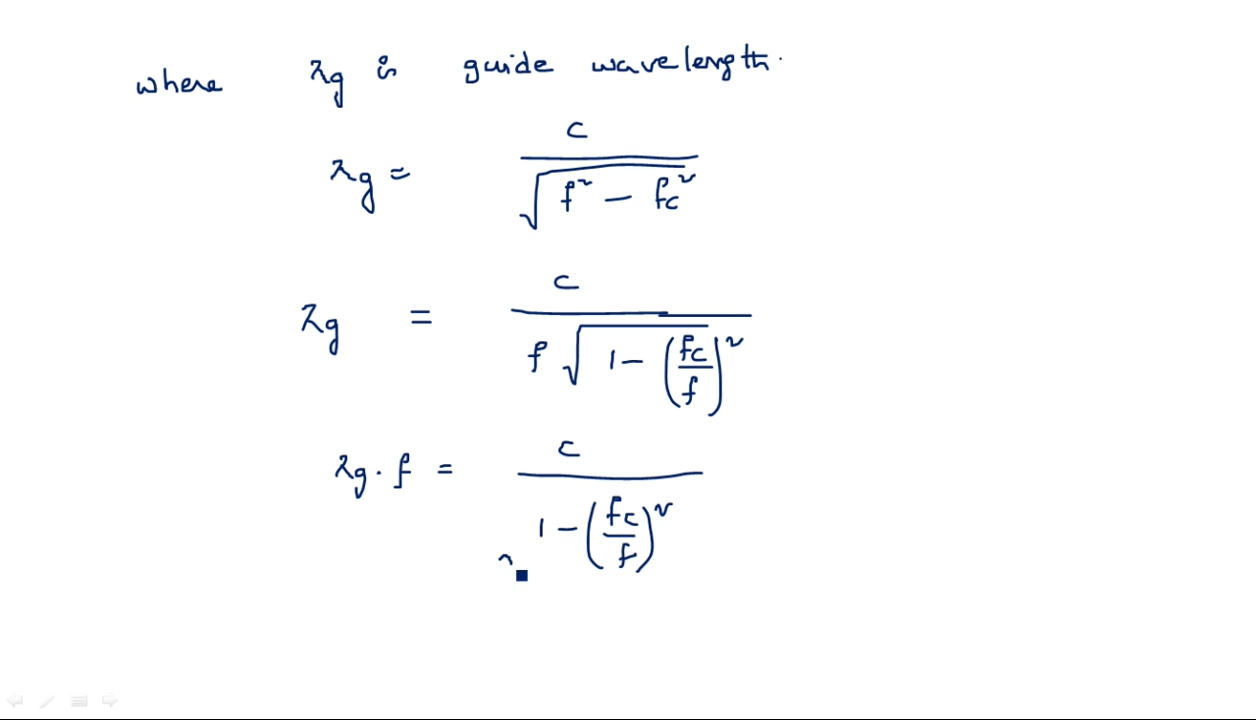 where λg is guide wavelength.
λg = c / √(f² − fc²)
λg = c / f √(1 − (fc/f)²)
λg · f = c / 1 − (fc/f)²